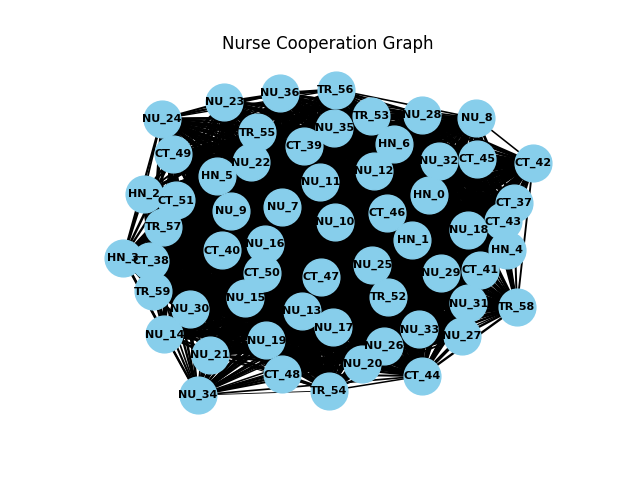 Nurse Cooperation Graph
NU_36
TR_56
NU_23
NU_24
TR_53
NU_28
NU_8
NU_35
TR_55
HN_6
CT_39
CT_49
NU_22
NU_32
CT_45
CT_42
NU_12
HN_5
NU_11
HN_2
HN_0
CT_51
CT_37
NU_7
NU_9
CT_46
NU_10
CT_43
TR_57
NU_18
HN_1
NU_16
CT_40
HN_4
HN_3
CT_38
NU_25
CT_41
CT_50
NU_29
CT_47
TR_59
NU_15
TR_52
NU_31
TR_58
NU_30
NU_13
NU_17
NU_33
NU_14
NU_27
NU_19
NU_26
NU_21
NU_20
CT_48
CT_44
TR_54
NU_34